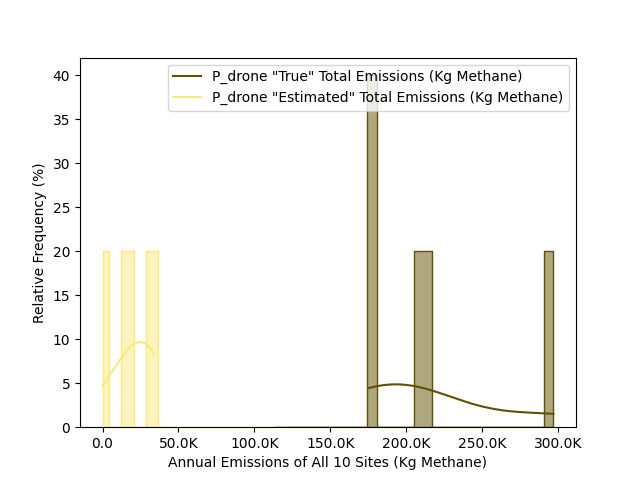 P_drone "True" Total Emissions (Kg Methane)
P_drone "Estimated" Total Emissions (Kg Methane)
Relative Frequency (%)
40
35
30
25
20
15
10
5
0
0.0 50.0K 100.0K 150.0K 200.0K 250.0K 300.0K
Annual Emissions of All 10 Sites (Kg Methane)